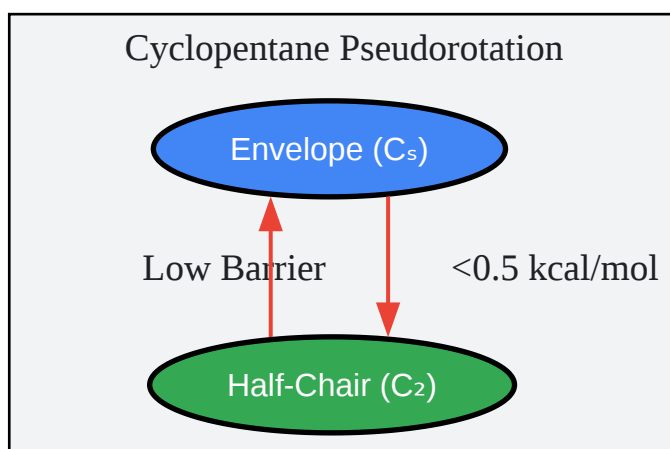 Cyclopentane Pseudorotation
Envelope (Cₛ)
Low Barrier
<0.5 kcal/mol
Half-Chair (C₂)